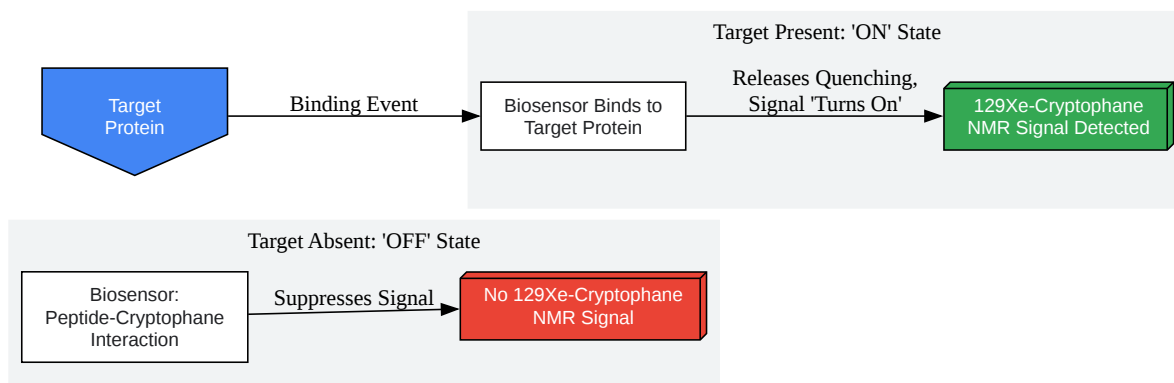 Target Present: 'ON' State
Target
Protein
Binding Event
Biosensor Binds to
Target Protein
Releases Quenching,
Signal 'Turns On'
129Xe-Cryptophane
NMR Signal Detected
Target Absent: 'OFF' State
Biosensor:
Peptide-Cryptophane
Interaction
Suppresses Signal
No 129Xe-Cryptophane
NMR Signal